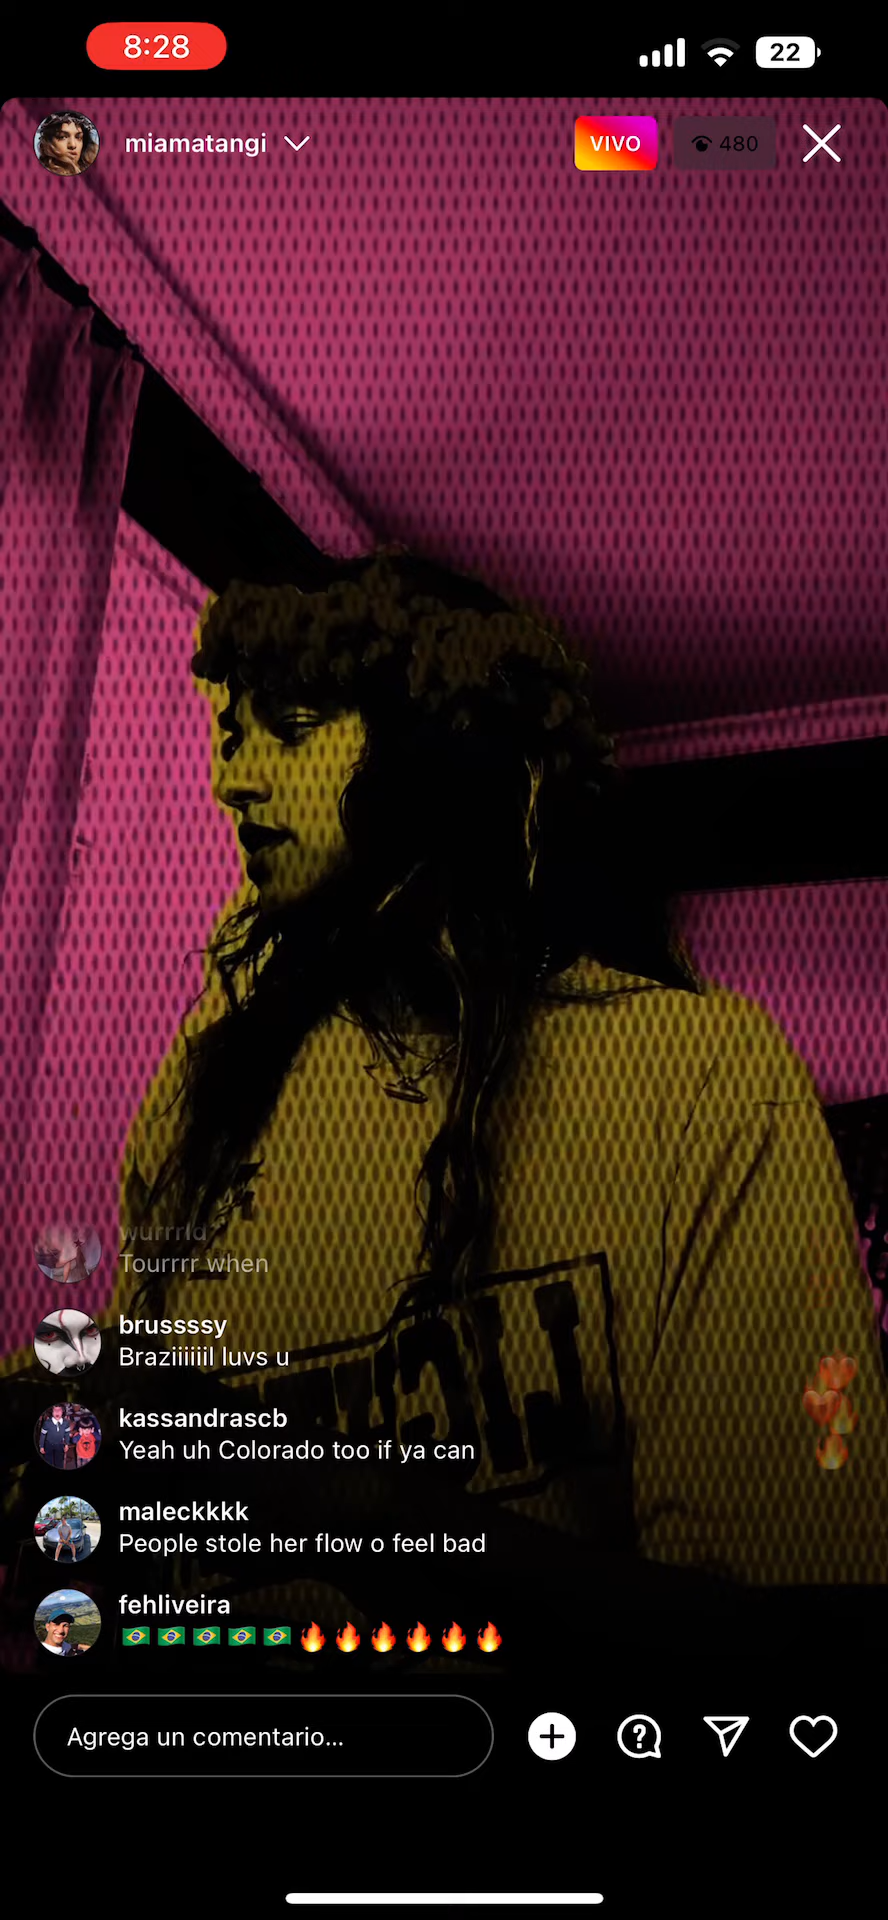 8:28
22
miamatangi
VIVO
480
wurrrld
Tourrrr when
brussssy
Braziiiiiil luvs u
kassandrascb
Yeah uh Colorado too if ya can
maleckkkk
People stole her flow o feel bad
fehliveira
🇧🇷🇧🇷🇧🇷🇧🇷🇧🇷🔥🔥🔥🔥🔥🔥
Agrega un comentario...